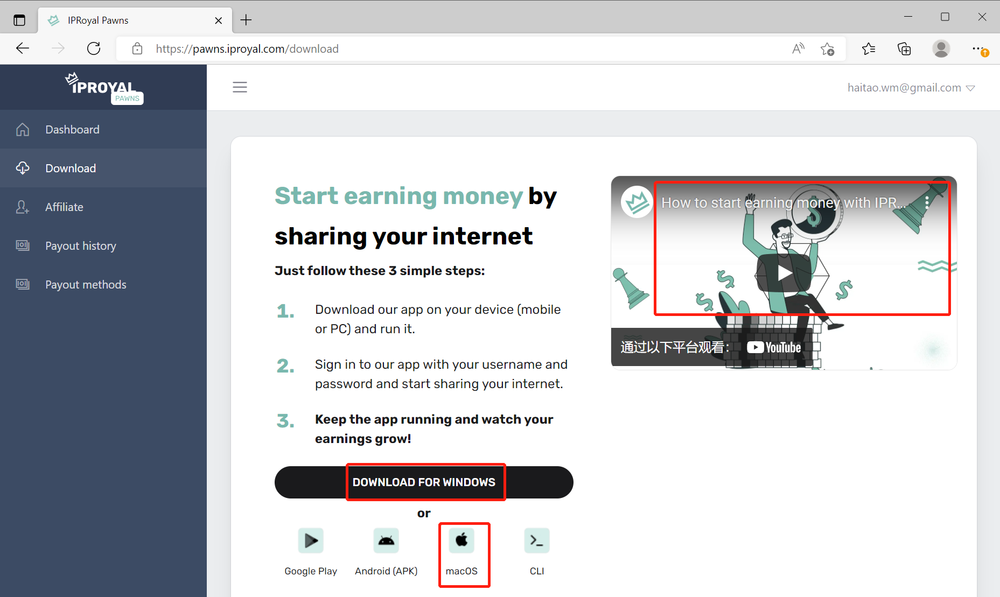 IPRoyal Pawns
https://pawns.iproyal.com/download
IPROYAL
PAWNS
haitao.wm@gmail.com
Dashboard
Download
Affiliate
Payout history
Payout methods
Start earning money by
sharing your internet
Just follow these 3 simple steps:
1. Download our app on your device (mobile
or PC) and run it.
2. Sign in to our app with your username and
password and start sharing your internet.
3. Keep the app running and watch your
earnings grow!
DOWNLOAD FOR WINDOWS
or
Google Play
Android (APK)
macOS
CLI
How to start earning money with IPR...
通过以下平台观看：
YouTube